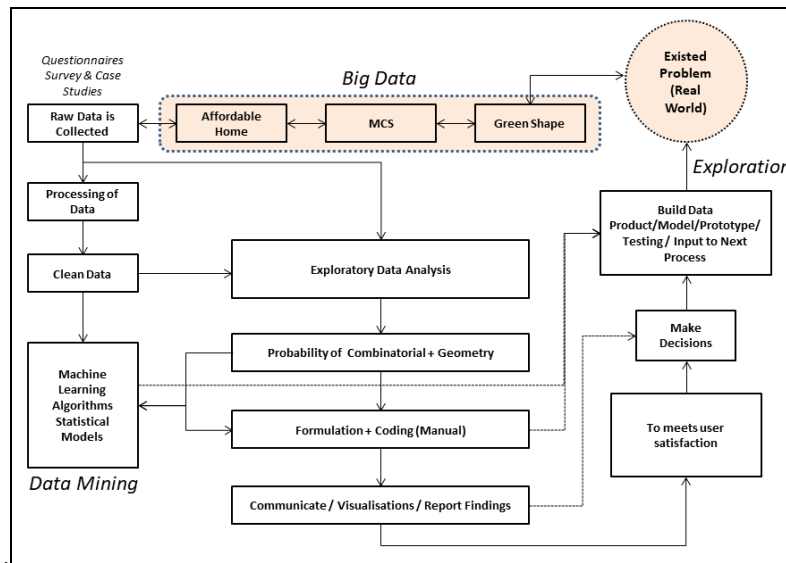 Questionnaires
Survey & Case
Studies
Big Data
Existed
Problem
(Real
World)
Raw Data is
Collected
Affordable
Home
MCS
Green Shape
Exploration
Processing of
Data
Build Data
Product/Model/Prototype/
Testing / Input to Next
Process
Clean Data
Exploratory Data Analysis
Make
Decisions
Probability of Combinatorial + Geometry
Machine
Learning
Algorithms
Statistical
Models
Formulation + Coding (Manual)
To meets user
satisfaction
Data Mining
Communicate / Visualisations / Report Findings